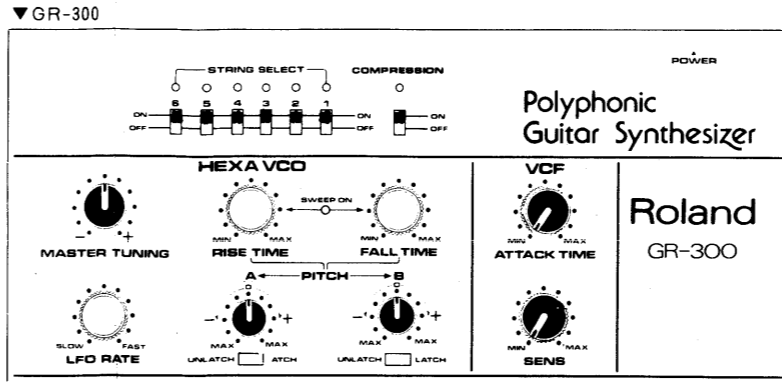 ▼GR-300
STRING SELECT
COMPRESSION
POWER
6 5 4 3 2 1
ON ON ON
OFF OFF OFF
Polyphonic
Guitar Synthesizer
HEXA VCO
VCF
SWEEP ON
- +
MIN MAX MIN MAX MIN MAX
MASTER TUNING RISE TIME FALL TIME ATTACK TIME
Roland
GR-300
A PITCH B
- + - +
SLOW FAST MAX MAX MAX MAX MIN MAX
LFO RATE UNLATCH ATCH UNLATCH LATCH SENS